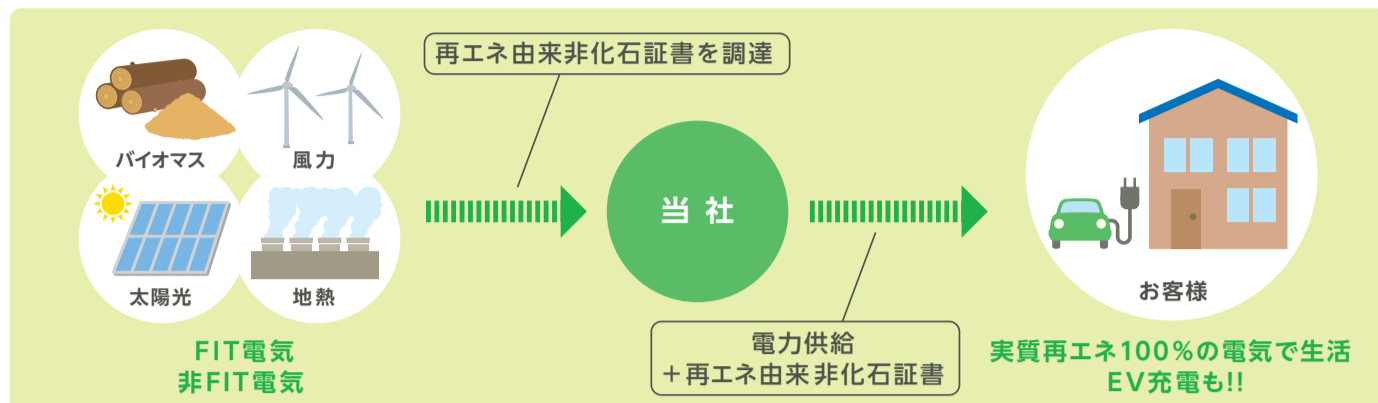 再エネ由来非化石証書を調達
バイオマス
風力
太陽光
地熱
FIT電気
非FIT電気
当社
電力供給
＋再エネ由来非化石証書
お客様
実質再エネ100％の電気で生活
EV充電も!!